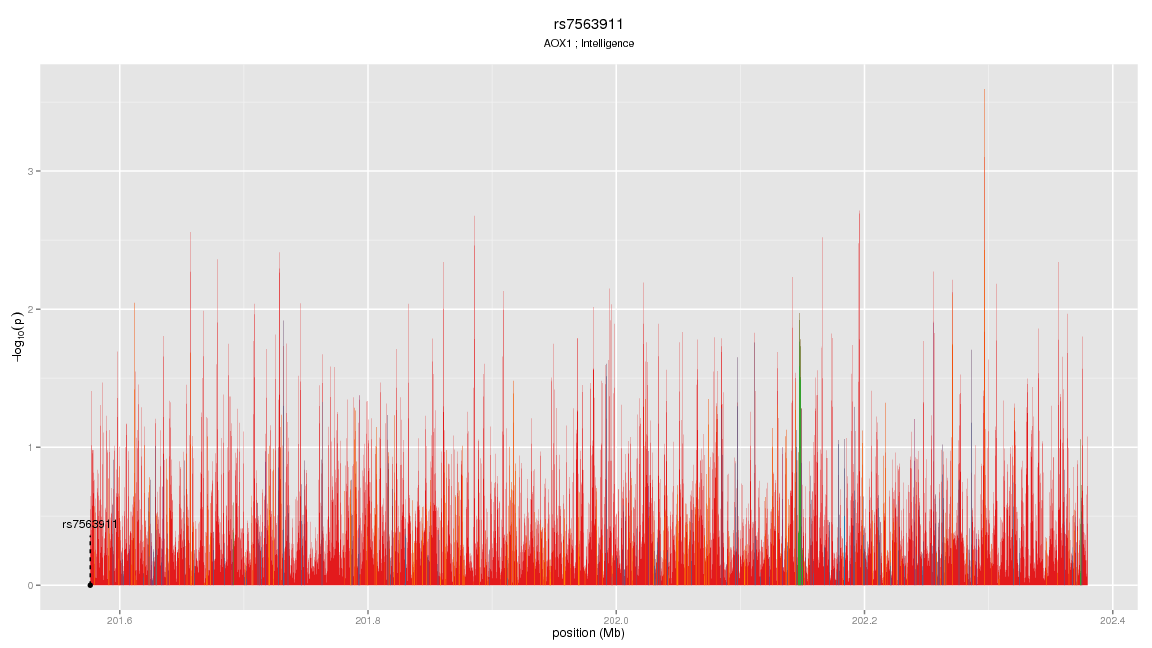 rs7563911
AOX1 ; Intelligence
−log10(p)
3
2
1
0
rs7563911
201.6
201.8
202.0
202.2
202.4
position (Mb)